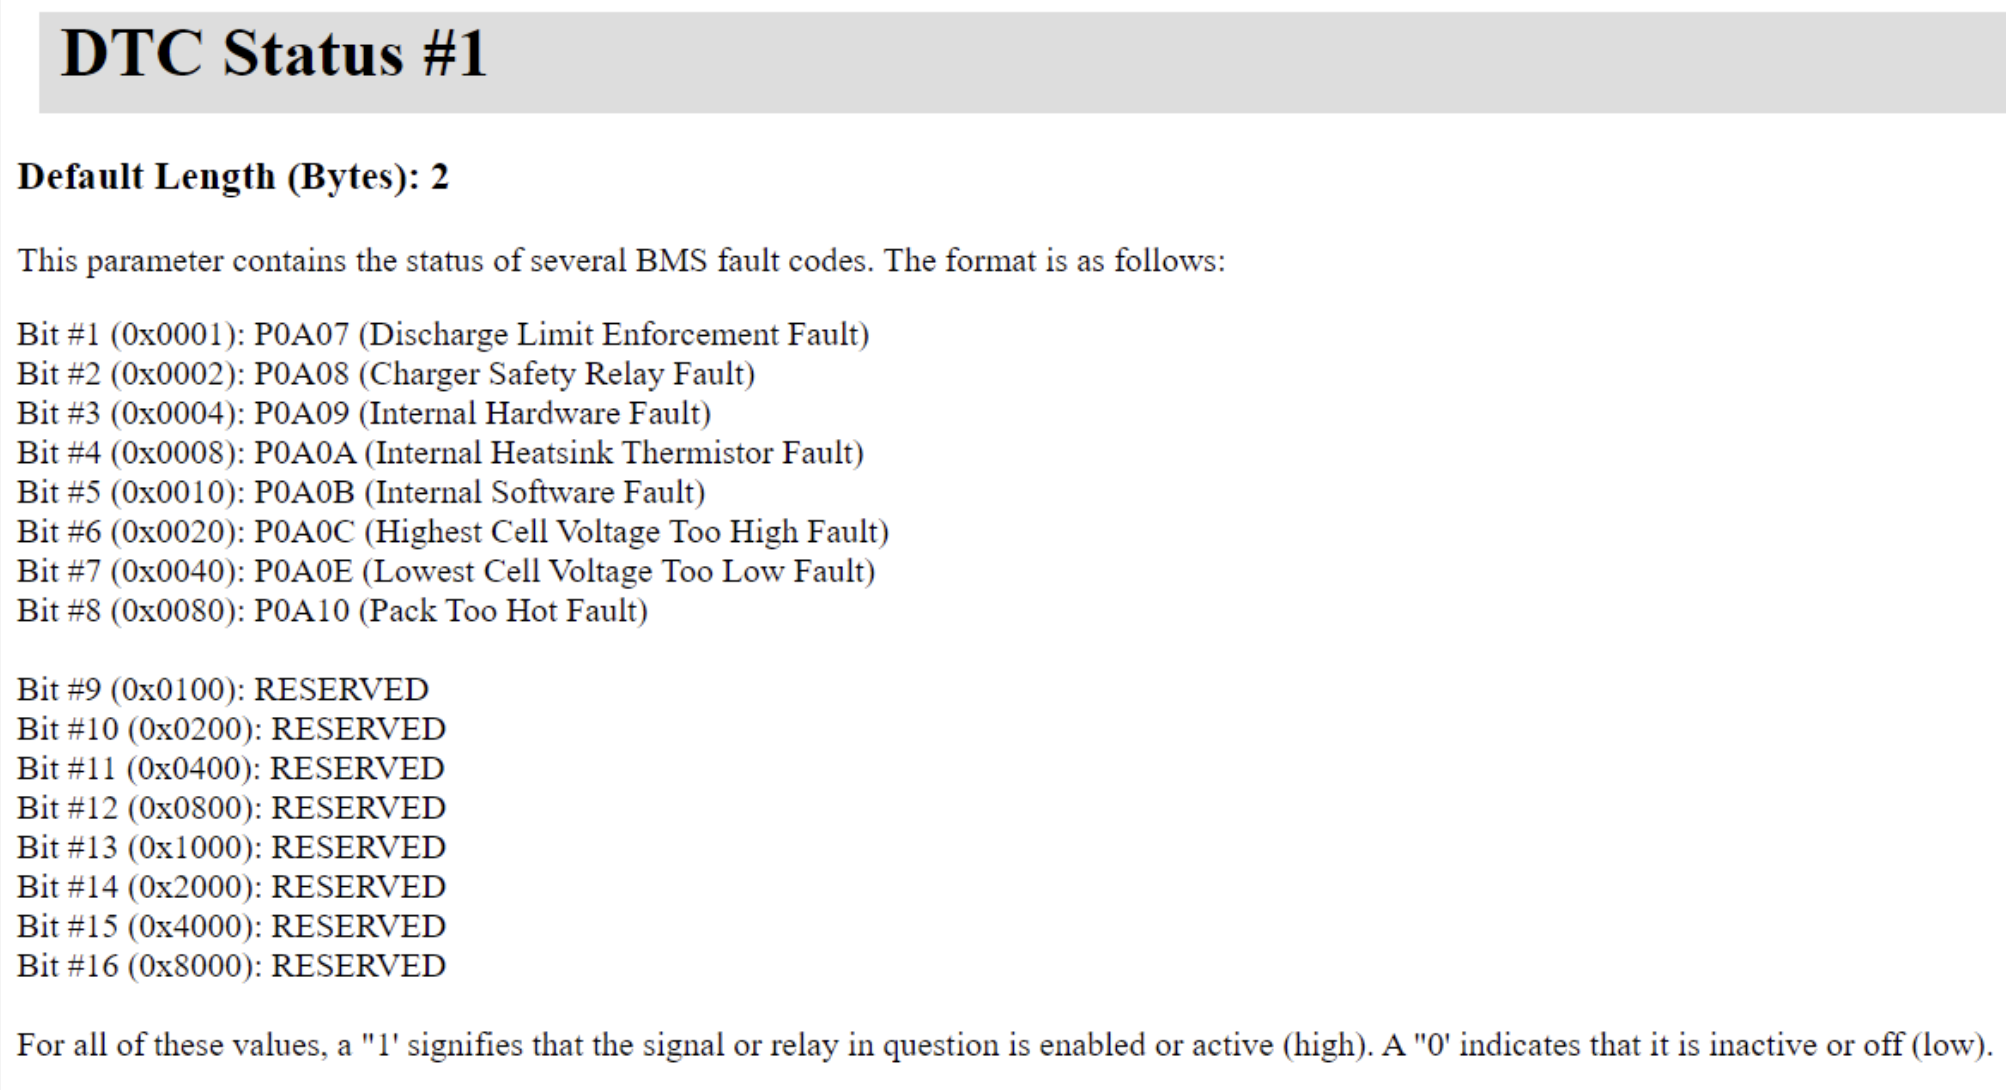 DTC Status #1
Default Length (Bytes): 2
This parameter contains the status of several BMS fault codes. The format is as follows:
Bit #1 (0x0001): P0A07 (Discharge Limit Enforcement Fault)
Bit #2 (0x0002): P0A08 (Charger Safety Relay Fault)
Bit #3 (0x0004): P0A09 (Internal Hardware Fault)
Bit #4 (0x0008): P0A0A (Internal Heatsink Thermistor Fault)
Bit #5 (0x0010): P0A0B (Internal Software Fault)
Bit #6 (0x0020): P0A0C (Highest Cell Voltage Too High Fault)
Bit #7 (0x0040): P0A0E (Lowest Cell Voltage Too Low Fault)
Bit #8 (0x0080): P0A10 (Pack Too Hot Fault)
Bit #9 (0x0100): RESERVED
Bit #10 (0x0200): RESERVED
Bit #11 (0x0400): RESERVED
Bit #12 (0x0800): RESERVED
Bit #13 (0x1000): RESERVED
Bit #14 (0x2000): RESERVED
Bit #15 (0x4000): RESERVED
Bit #16 (0x8000): RESERVED
For all of these values, a "1' signifies that the signal or relay in question is enabled or active (high). A "0' indicates that it is inactive or off (low).